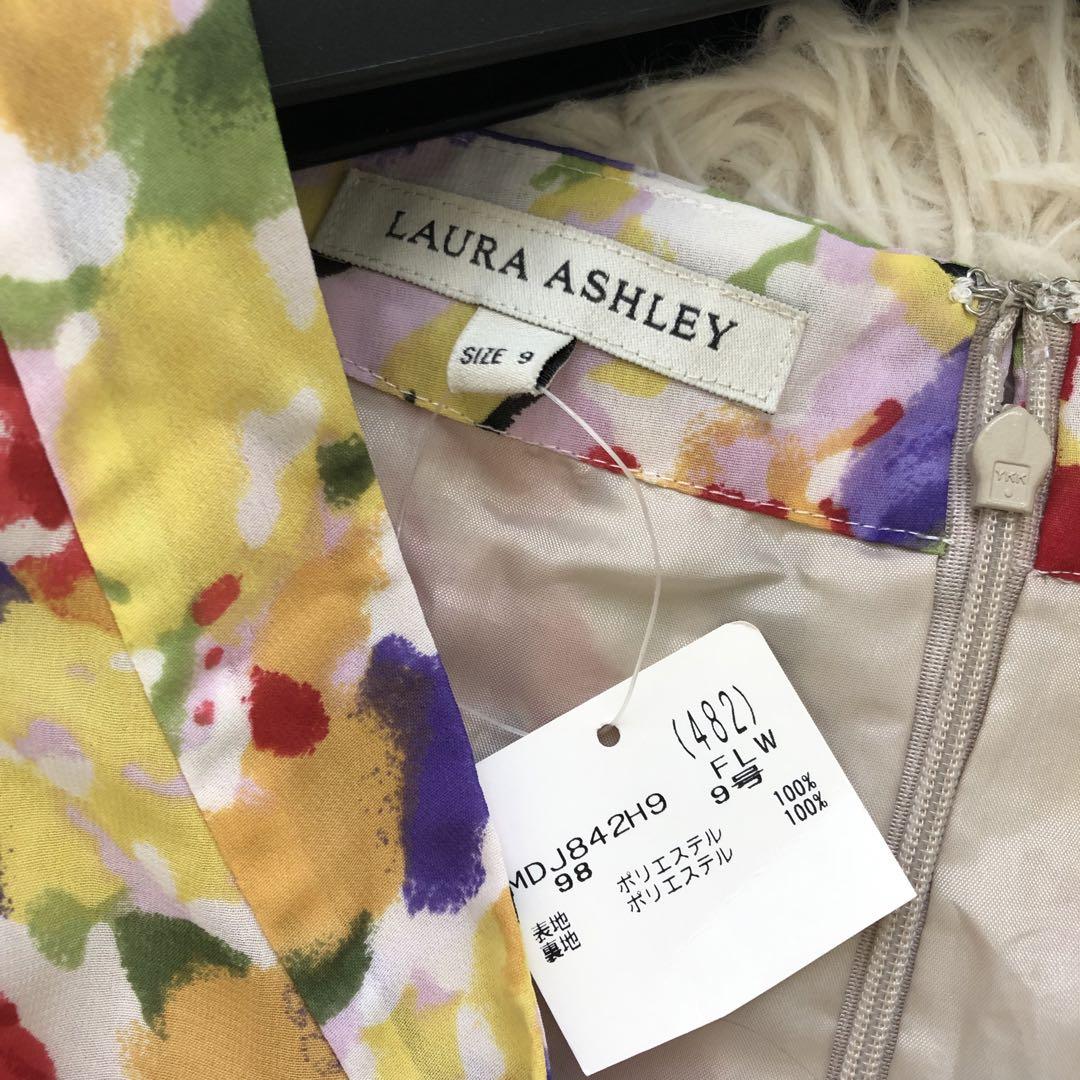 LAURA ASHLEY
SIZE 9
YKK
(482)
FLW
MDJ842H9 9号
98
表地 ポリエステル 100%
裏地 ポリエステル 100%